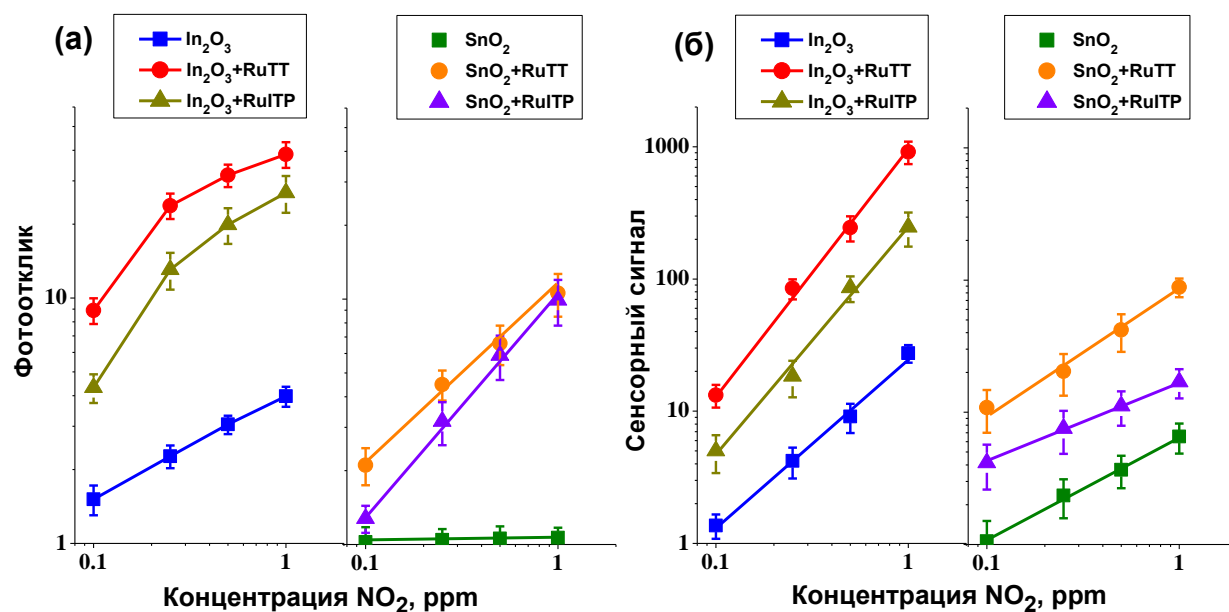 (а)
In₂O₃
In₂O₃+RuTT
In₂O₃+RuITP
SnO₂
SnO₂+RuTT
SnO₂+RuITP
Фотоотклик
10
1
0.1
1
0.1
1
Концентрация NO₂, ppm
(б)
In₂O₃
In₂O₃+RuTT
In₂O₃+RuITP
SnO₂
SnO₂+RuTT
SnO₂+RuITP
Сенсорный сигнал
1000
100
10
1
0.1
1
0.1
1
Концентрация NO₂, ppm